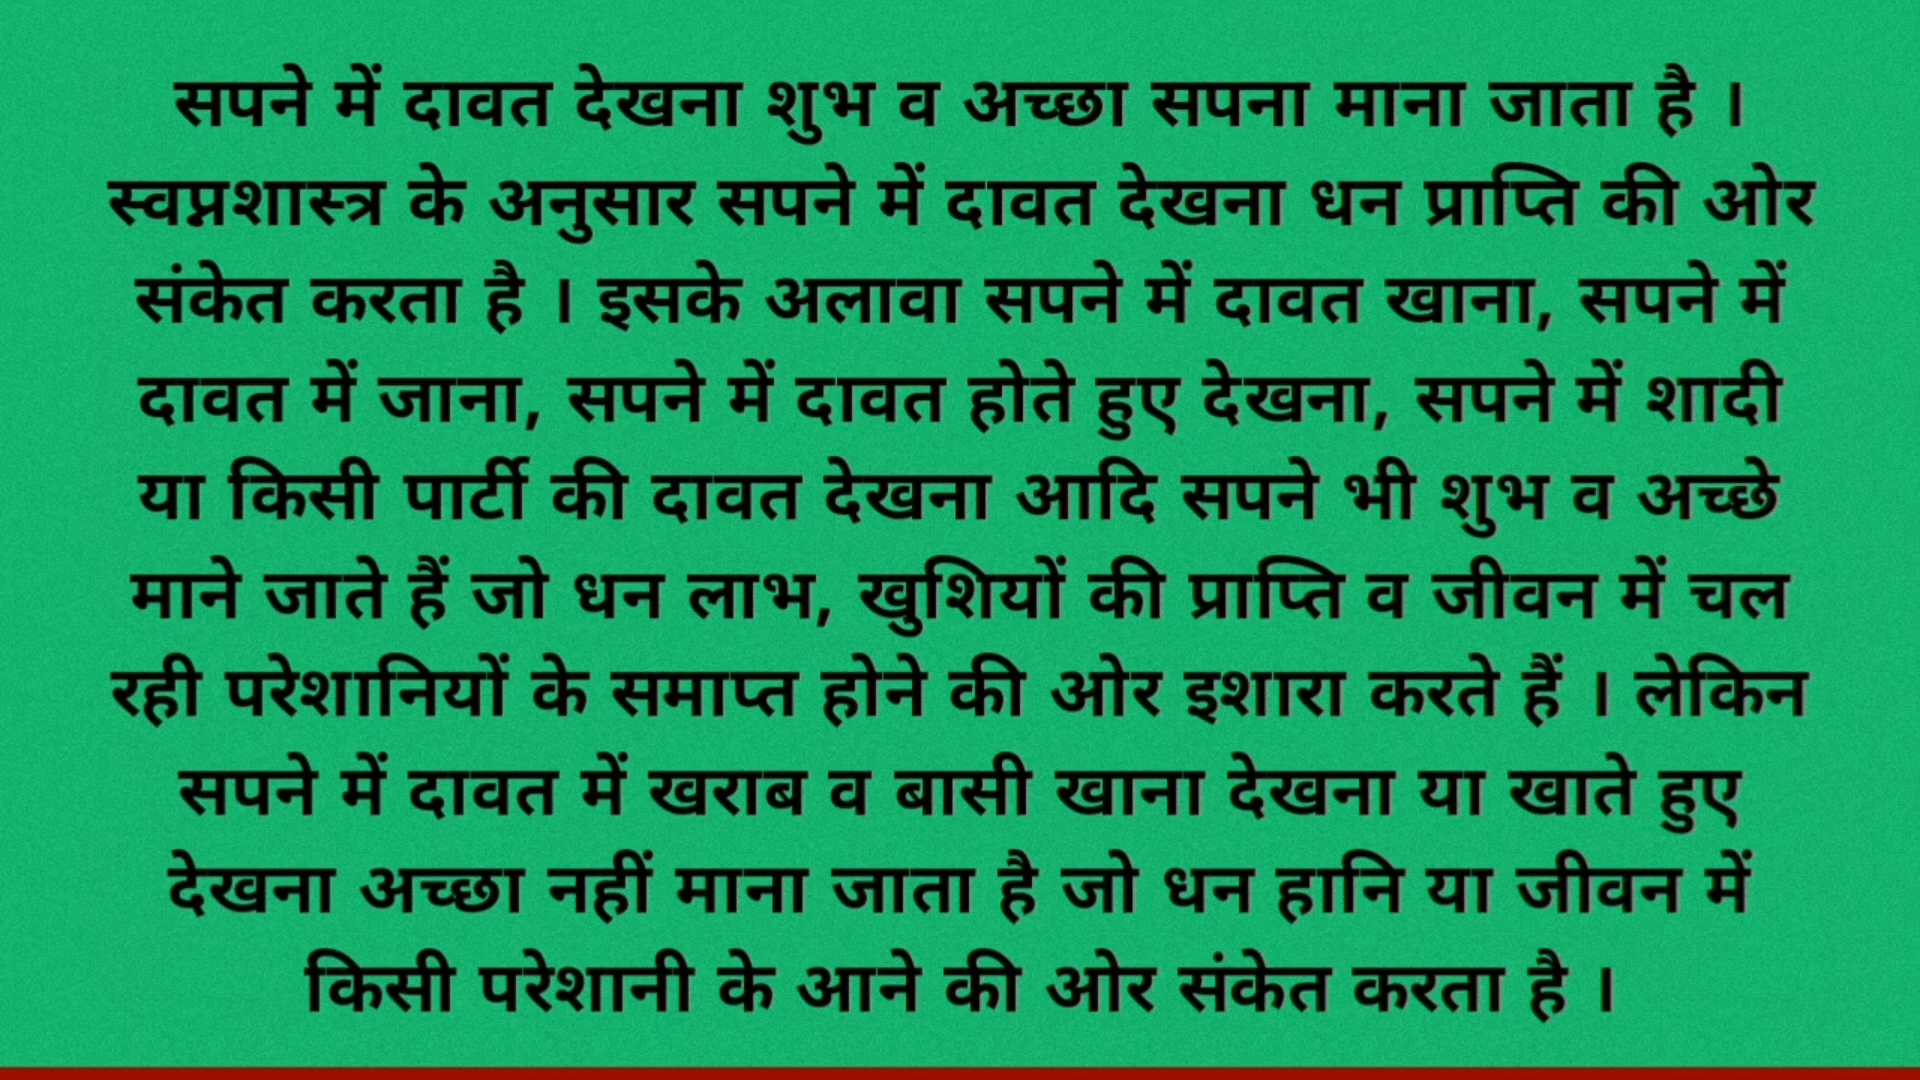 सपने में दावत देखना शुभ व अच्छा सपना माना जाता है ।
स्वप्नशास्त्र के अनुसार सपने में दावत देखना धन प्राप्ति की ओर
संकेत करता है । इसके अलावा सपने में दावत खाना, सपने में
दावत में जाना, सपने में दावत होते हुए देखना, सपने में शादी
या किसी पार्टी की दावत देखना आदि सपने भी शुभ व अच्छे
माने जाते हैं जो धन लाभ, खुशियों की प्राप्ति व जीवन में चल
रही परेशानियों के समाप्त होने की ओर इशारा करते हैं । लेकिन
सपने में दावत में खराब व बासी खाना देखना या खाते हुए
देखना अच्छा नहीं माना जाता है जो धन हानि या जीवन में
किसी परेशानी के आने की ओर संकेत करता है ।